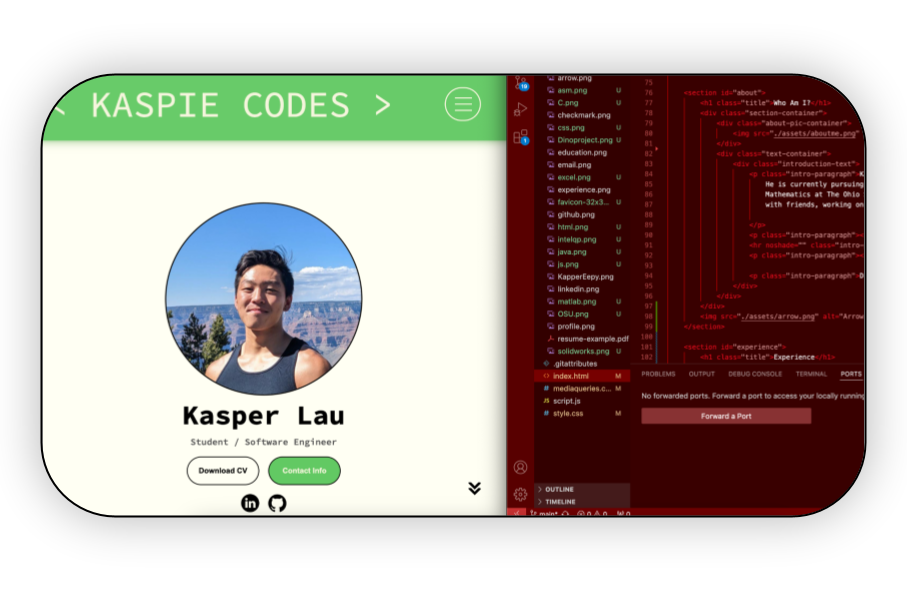 < KASPIE CODES >
Kasper Lau
Student / Software Engineer
Download CV
Contact Info
in
19
1
arrow.png
asm.png U
C.png U
checkmark.png
css.png U
Dinoproject.png U
education.png
email.png
excel.png U
experience.png
favicon-32x3... U
github.png
html.png U
intelqp.png U
java.png U
js.png U
KapperEepy.png
linkedin.png
matlab.png U
OSU.png U
profile.png
resume-example.pdf
solidworks.png U
.gitattributes
<> index.html M
# mediaqueries.c... M
JS script.js
# style.css M
> OUTLINE
> TIMELINE
main*
0 0 0
75
76 <section id="about">
77 <h1 class="title">Who Am I?</h1>
78 <div class="section-container">
79 <div class="about-pic-container">
80 <img src="./assets/aboutme.png"
81 </div>
82 <div class="text-container">
83 <div class="introduction-text">
84 <p class="intro-paragraph">K
85 He is currently pursuing
86 Mathematics at The Ohio
87 with friends, working on
88
89 </p>
90 <p class="intro-paragraph"><
91 <hr noshade="" class="intro-
92 <p class="intro-paragraph"><
93
94 <p class="intro-paragraph">D
95 </div>
96 </div>
97 </div>
98 <img src="./assets/arrow.png" alt="Arrow
99 </section>
100
101 <section id="experience">
102 <h1 class="title">Experience</h1>
PROBLEMS OUTPUT DEBUG CONSOLE TERMINAL PORTS
No forwarded ports. Forward a port to access your locally running
Forward a Port